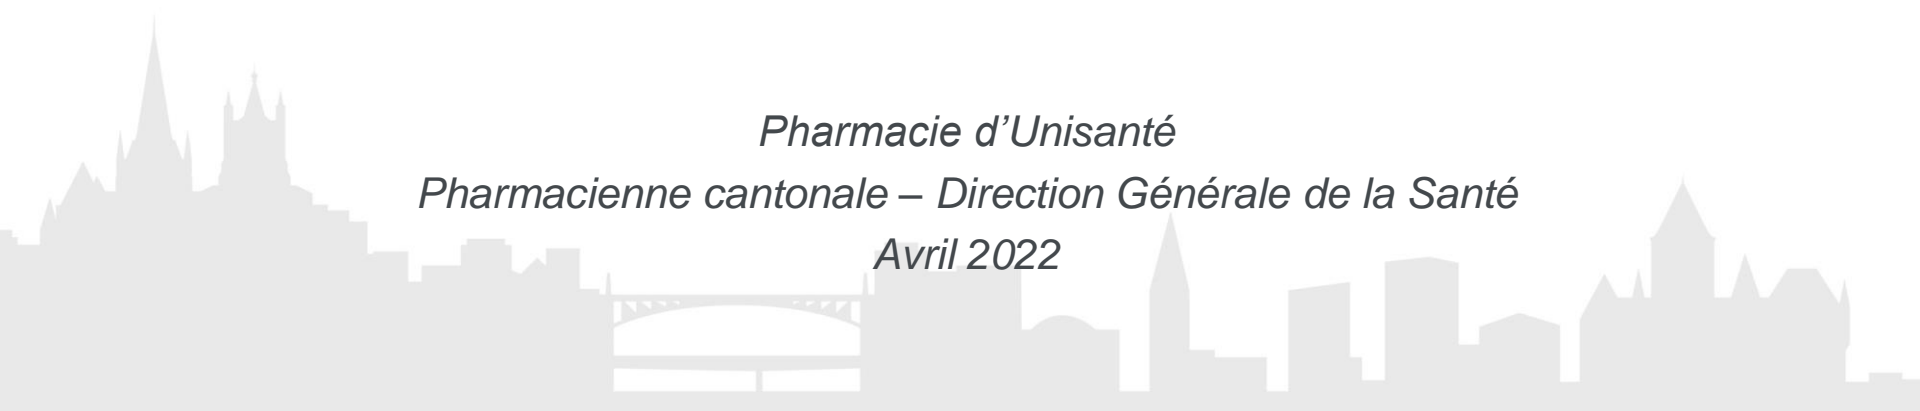 Pharmacie d’Unisanté
Pharmacienne cantonale – Direction Générale de la Santé
Avril 2022